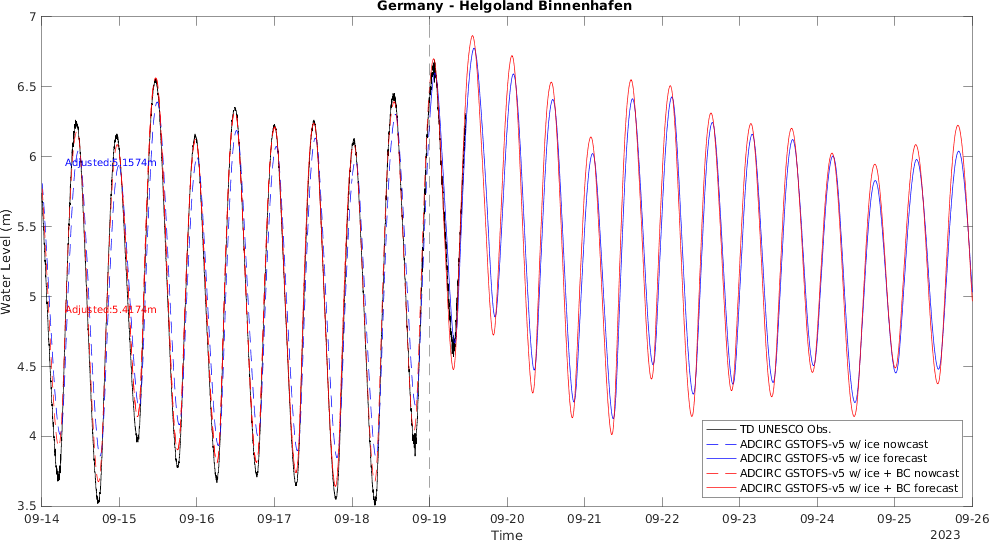 Germany - Helgoland Binnenhafen
7
6.5
6
5.5
5
4.5
4
3.5
Water Level (m)
Adjusted:5.1574m
Adjusted:5.4174m
TD UNESCO Obs.
ADCIRC GSTOFS-v5 w/ ice nowcast
ADCIRC GSTOFS-v5 w/ ice forecast
ADCIRC GSTOFS-v5 w/ ice + BC nowcast
ADCIRC GSTOFS-v5 w/ ice + BC forecast
09-14 09-15 09-16 09-17 09-18 09-19 09-20 09-21 09-22 09-23 09-24 09-25 09-26
Time
2023